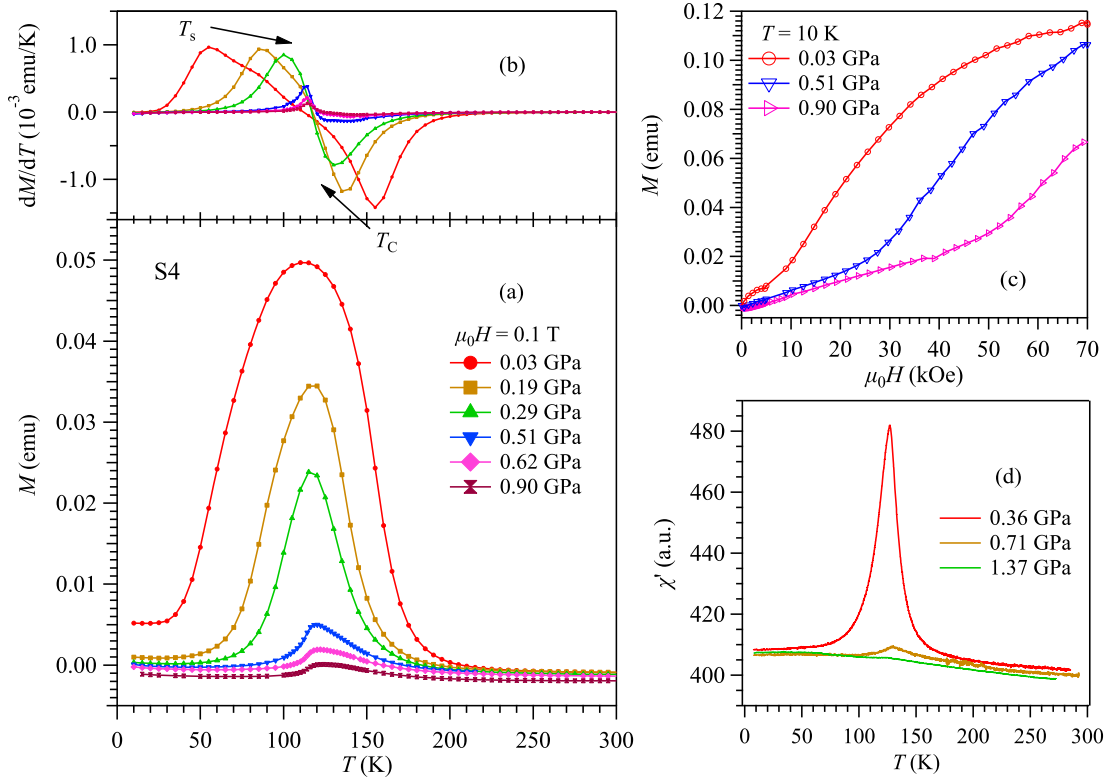 dM/dT (10⁻³ emu/K)
1.0
0.0
-1.0
Tₛ
(b)
T_C
M (emu)
0.05
0.04
0.03
0.02
0.01
0.00
S4
(a)
μ₀H = 0.1 T
0.03 GPa
0.19 GPa
0.29 GPa
0.51 GPa
0.62 GPa
0.90 GPa
0 50 100 150 200 250 300
T (K)
M (emu)
0.12
0.10
0.08
0.06
0.04
0.02
0.00
T = 10 K
0.03 GPa
0.51 GPa
0.90 GPa
(c)
0 10 20 30 40 50 60 70
μ₀H (kOe)
χ' (a.u.)
480
460
440
420
400
(d)
0.36 GPa
0.71 GPa
1.37 GPa
0 50 100 150 200 250 300
T (K)